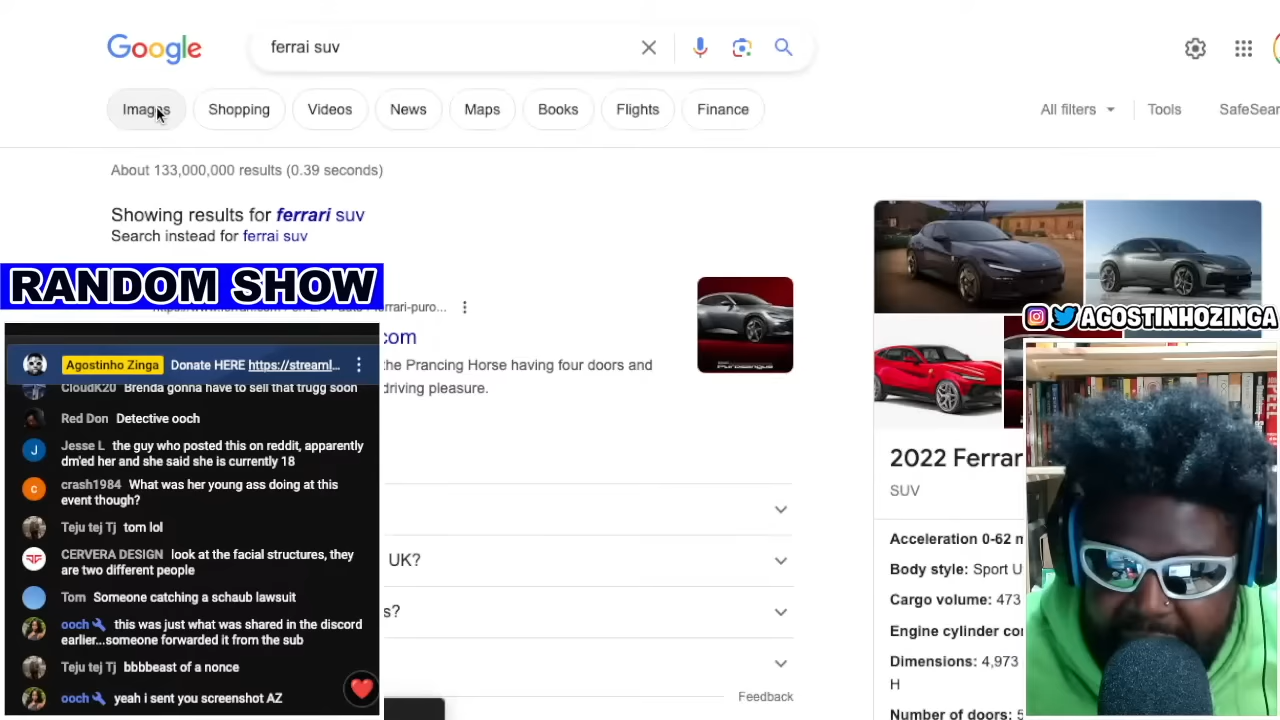 Google
ferrai suv
Images
Shopping
Videos
News
Maps
Books
Flights
Finance
All filters
Tools
About 133,000,000 results (0.39 seconds)
Showing results for ferrari suv
Search instead for ferrai suv
RANDOM SHOW
rrari-puro...
com
the Prancing Horse having four doors and
driving pleasure.
AGOSTINHOZINGA
Agostinho Zinga Donate HERE https://streaml...
CloudK20 Brenda gonna have to sell that trugg soon
Red Don Detective ooch
J
Jesse L the guy who posted this on reddit, apparently
dm'ed her and she said she is currently 18
c
crash1984 What was her young ass doing at this
event though?
Teju tej Tj tom lol
CERVERA DESIGN look at the facial structures, they
are two different people
Tom Someone catching a schaub lawsuit
ooch this was just what was shared in the discord
earlier...someone forwarded it from the sub
Teju tej Tj bbbeast of a nonce
ooch yeah i sent you screenshot AZ
UK?
s?
Feedback
2022 Ferrar
SUV
Acceleration 0-62 m
Body style: Sport U
Cargo volume: 473
Engine cylinder co
Dimensions: 4,973
H
Number of doors: 5